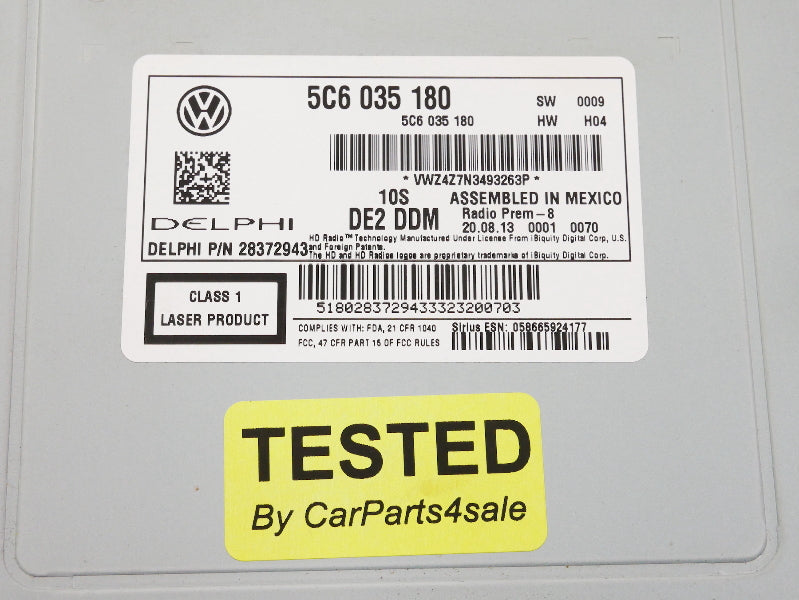 5C6 035 180 SW 0009
5C6 035 180 HW H04
* VWZ4Z7N3493263P *
10S ASSEMBLED IN MEXICO
DE2 DDM Radio Prem-8
20.08.13 0001 0070
DELPHI
HD Radio™ Technology Manufactured Under License From iBiquity Digital Corp, U.S.
and Foreign Patents.
DELPHI P/N 28372943
The HD and HD Radios logos are proprietary trademarks of iBiquity Digital Corp.
CLASS 1
LASER PRODUCT
5180283729433323200703
COMPLIES WITH: FDA, 21 CFR 1040
FCC, 47 CFR PART 15 OF FCC RULES
Sirius ESN: 058665924177
TESTED
By CarParts4sale